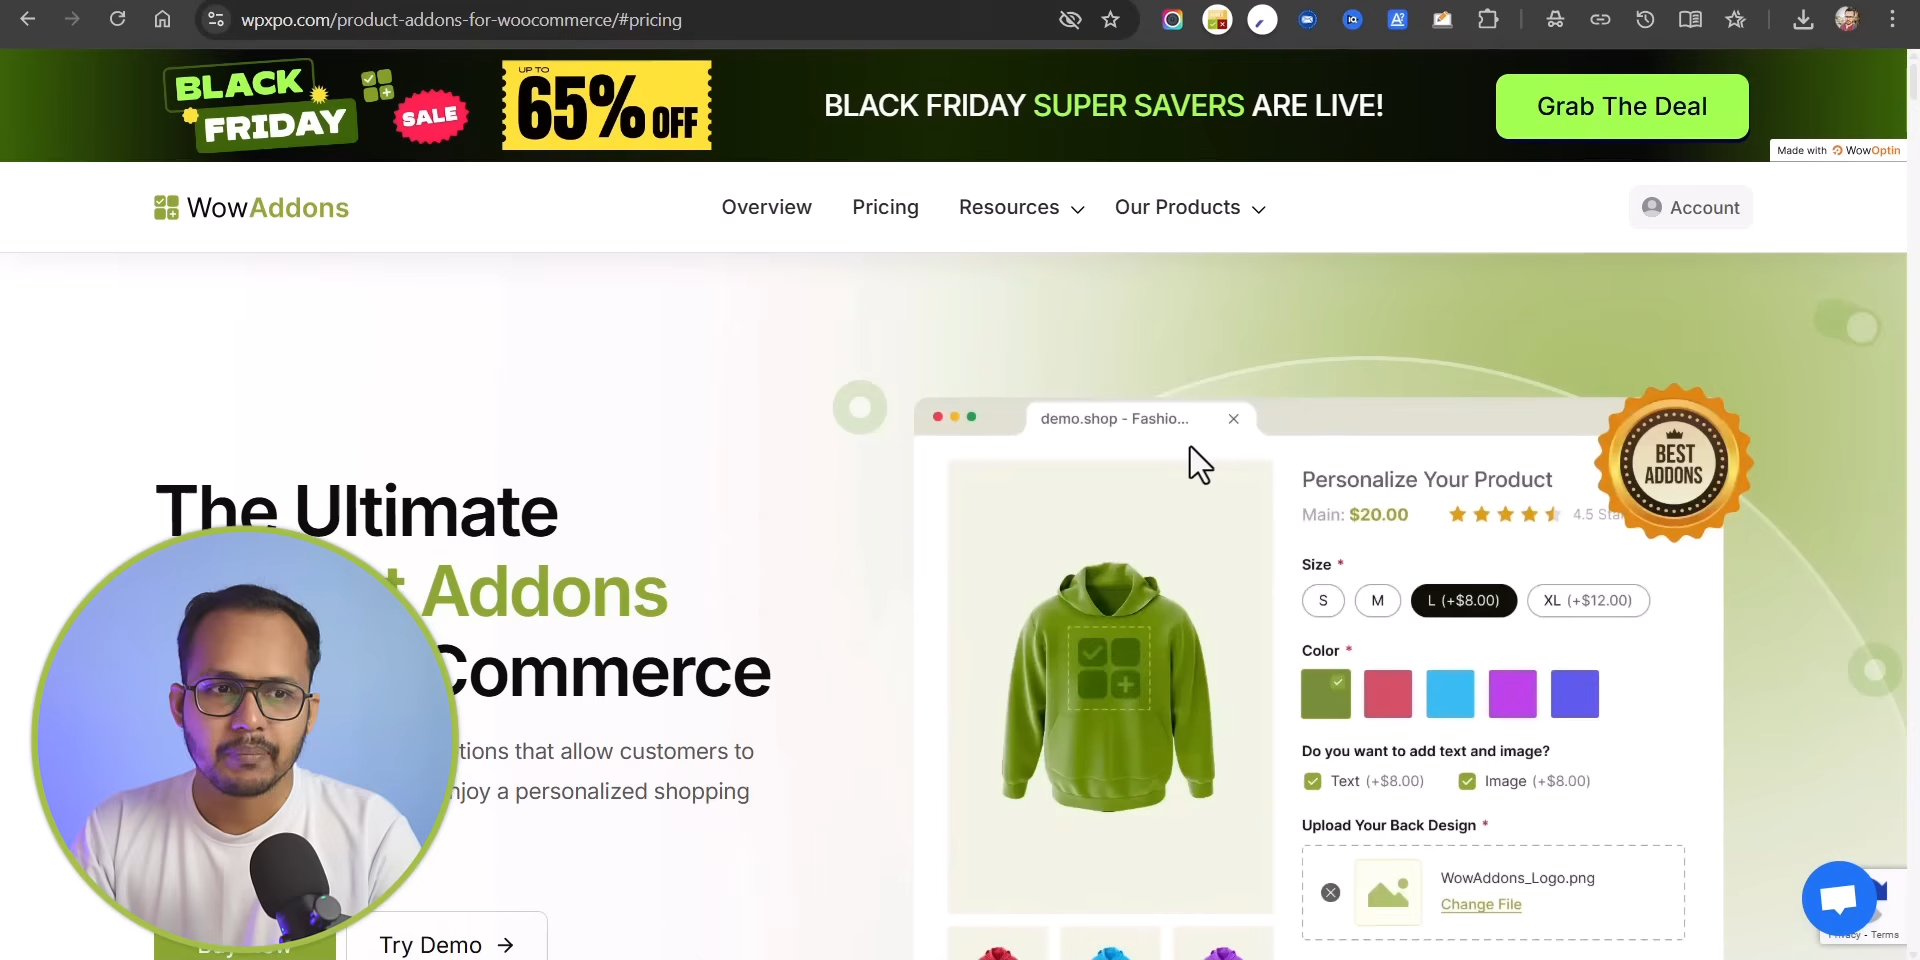 wpxpo.com/product-addons-for-woocommerce/#pricing
BLACK
FRIDAY
SALE
UP TO
65% OFF
BLACK FRIDAY SUPER SAVERS ARE LIVE!
Grab The Deal
Made with WowOptin
WowAddons
Overview
Pricing
Resources
Our Products
Account
demo.shop - Fashio...
BEST
ADDONS
Personalize Your Product
Main: $20.00
4.5
The Ultimate
Addons
Commerce
tions that allow customers to
enjoy a personalized shopping
Try Demo →
Size *
S
M
L (+$8.00)
XL (+$12.00)
Color *
Do you want to add text and image?
Text (+$8.00)
Image (+$8.00)
Upload Your Back Design *
WowAddons_Logo.png
Change File
Privacy - Terms